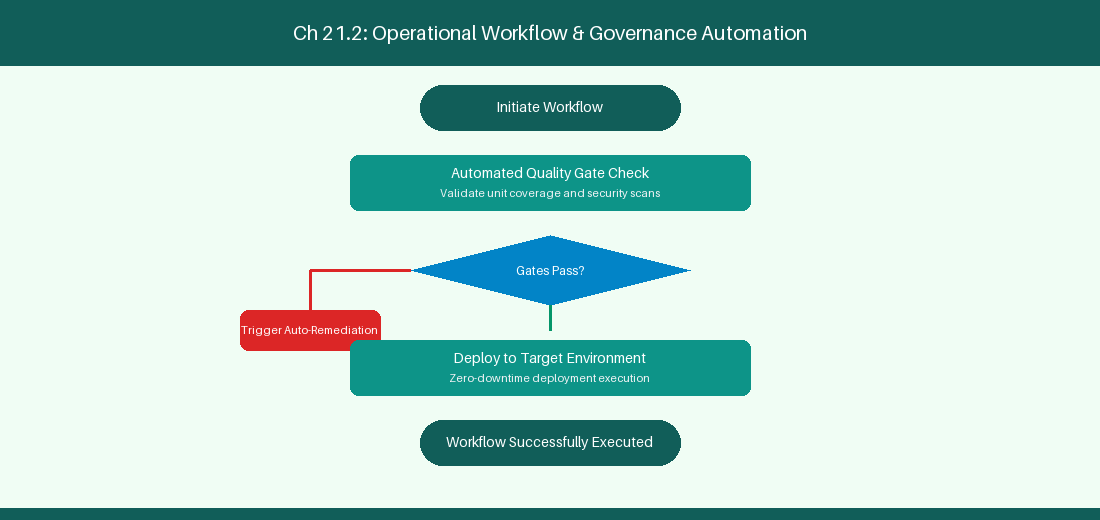 Ch 21.2: Operational Workflow & Governance Automation
Initiate Workflow
Automated Quality Gate Check
Validate unit coverage and security scans
Gates Pass?
Trigger Auto-Remediation
Deploy to Target Environment
Zero-downtime deployment execution
Workflow Successfully Executed